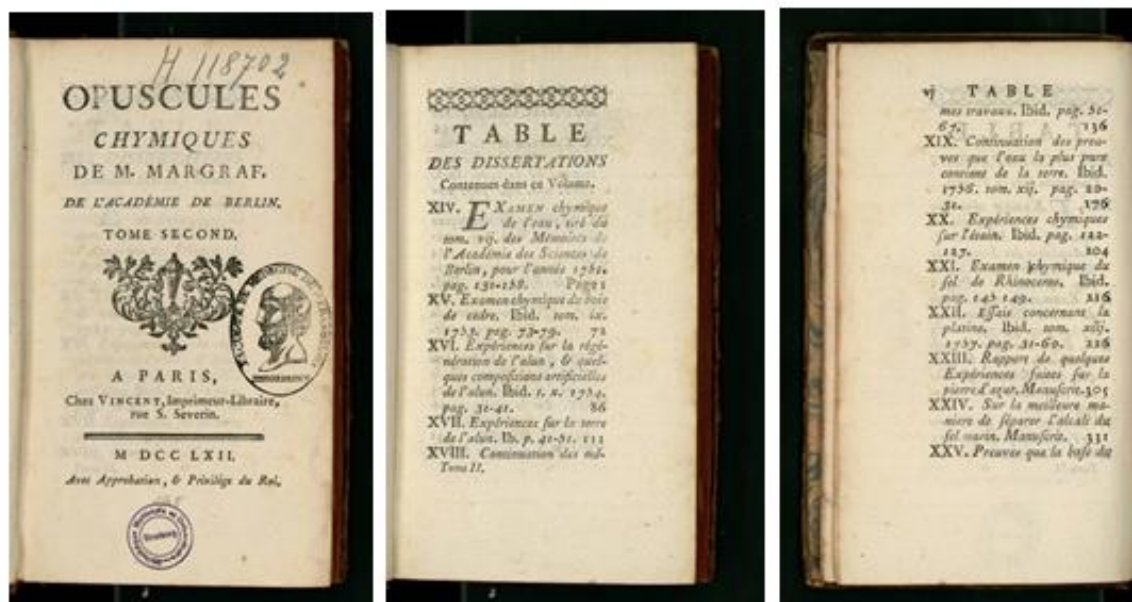 H 118702
OPUSCULES
CHYMIQUES
DE M. MARGRAF.
DE L'ACADÉMIE DE BERLIN.
TOME SECOND.
A PARIS,
Chez VINCENT, Imprimeur-Libraire,
rue S. Severin.
M DCC LXII.
Avec Approbation, & Privilège du Roi.
Strasbourg
TABLE
DES DISSERTATIONS
Contenues dans ce Volume.
XIV. EXAMEN chymique
de l'eau, tiré du
tom. vij. des Mémoires de
l'Académie des Sciences de
Berlin, pour l'année 1751.
pag. 131-158. Page 1
XV. Examen chymique du bois
de cedre. Ibid. tom. ix.
1753. pag. 73-79. 72
XVI. Expériences sur la régé-
nération de l'alun, & quel-
ques compositions artificielles
de l'alun. Ibid. t. x. 1754.
pag. 31-41. 86
XVII. Expériences sur la terre
de l'alun. Ib. p. 41-51. 111
XVIII. Continuation des mê-
Tome II.
vj TABLE
mes travaux. Ibid. pag. 51-
67. 136
XIX. Continuation des preu-
ves que l'eau la plus pure
contient de la terre. Ibid.
1756. tom. xij. pag. 20-
31. 176
XX. Expériences chymiques
sur l'étain. Ibid. pag. 122-
127. 204
XXI. Examen chymique du
sel de Rhinoceros. Ibid.
pag. 145 149. 216
XXII. Essais concernant la
platine. Ibid. tom. xiij.
1757. pag. 31-60. 226
XXIII. Rapport de quelques
Expériences faites sur la
pierre d'azur. Manuscrit. 305
XXIV. Sur la meilleure ma-
niere de séparer l'alcali du
sel marin. Manuscrit. 331
XXV. Preuves que la base du